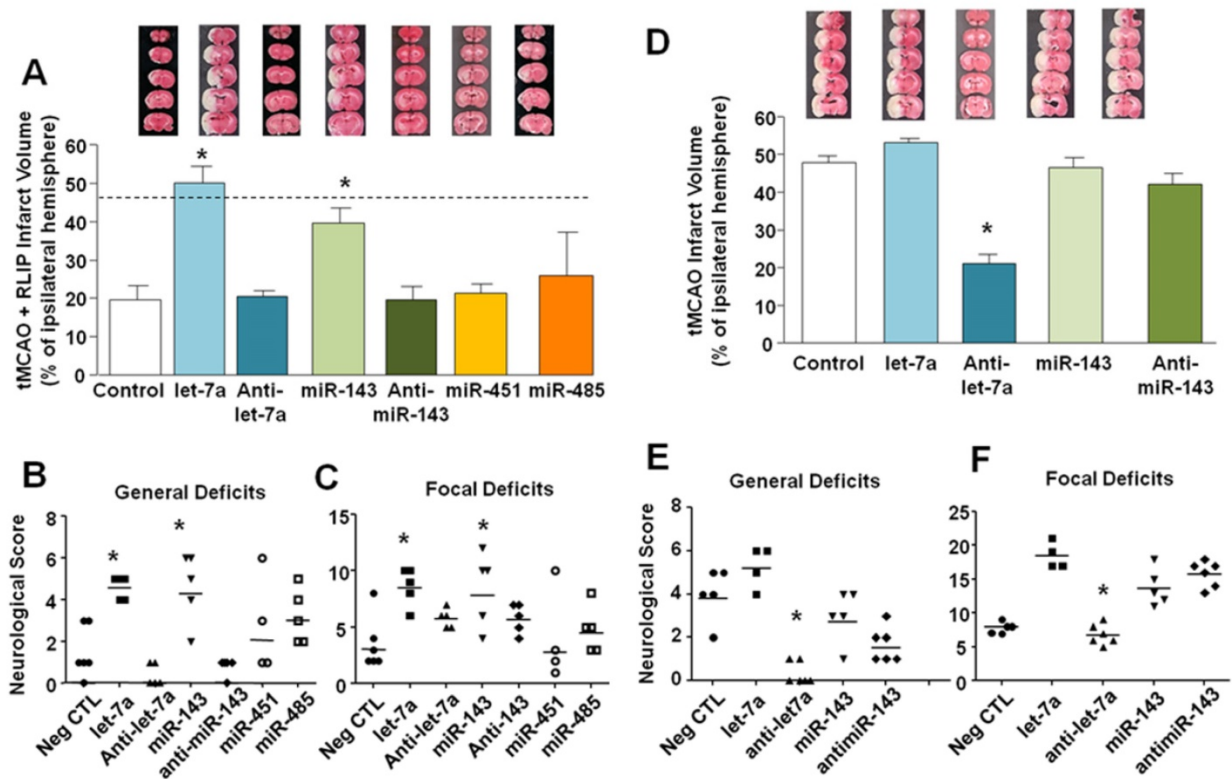 A
tMCAO + RLIP Infarct Volume
(% of ipsilateral hemisphere)
60
50
40
30
20
10
0
*
*
Control let-7a Anti-let-7a miR-143 Anti-miR-143 miR-451 miR-485
D
tMCAO Infarct Volume
(% of ipsilateral hemisphere)
60
50
40
30
20
10
0
*
Control let-7a Anti-let-7a miR-143 Anti-miR-143
B
General Deficits
Neurological Score
8
6
4
2
0
*
*
Neg CTL
let-7a
Anti-let-7a
miR-143
anti-miR-143
miR-451
miR-485
C
Focal Deficits
15
10
5
0
*
*
Neg CTL
let-7a
Anti-let-7a
miR-143
Anti-143
miR-451
miR-485
E
General Deficits
Neurological Score
8
6
4
2
0
*
Neg CTL
let-7a
anti-let7a
miR-143
antimiR-143
F
Focal Deficits
25
20
15
10
5
0
*
Neg CTL
let-7a
anti-let-7a
miR-143
antimiR-143